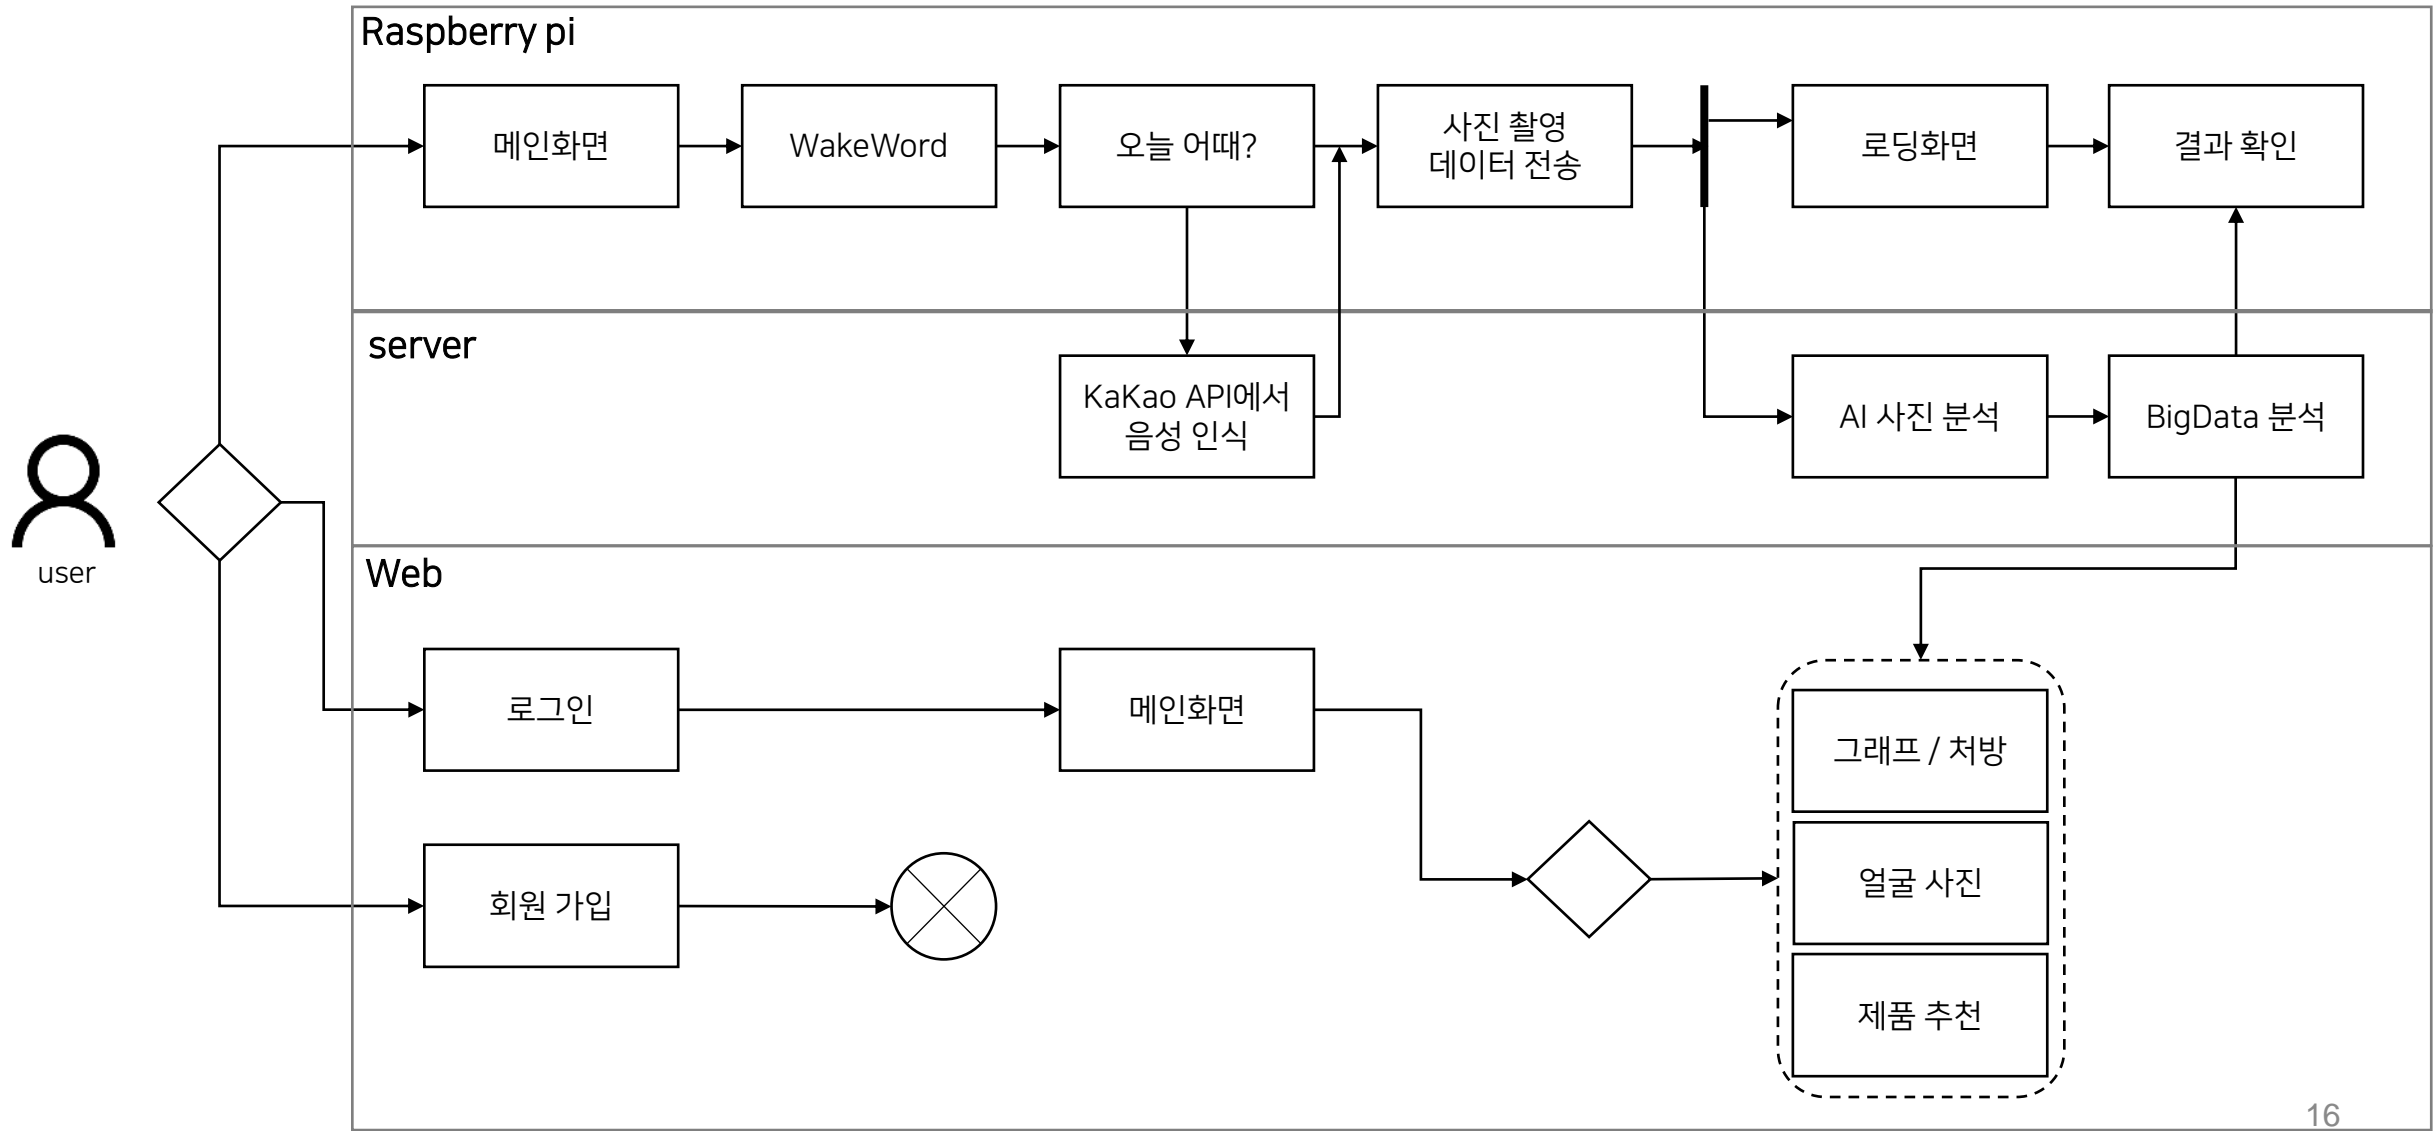 Raspberry pi
메인화면
WakeWord
오늘 어때?
사진 촬영
데이터 전송
로딩화면
결과 확인
server
KaKao API에서
음성 인식
AI 사진 분석
BigData 분석
user
Web
로그인
메인화면
그래프 / 처방
회원 가입
얼굴 사진
제품 추천
16